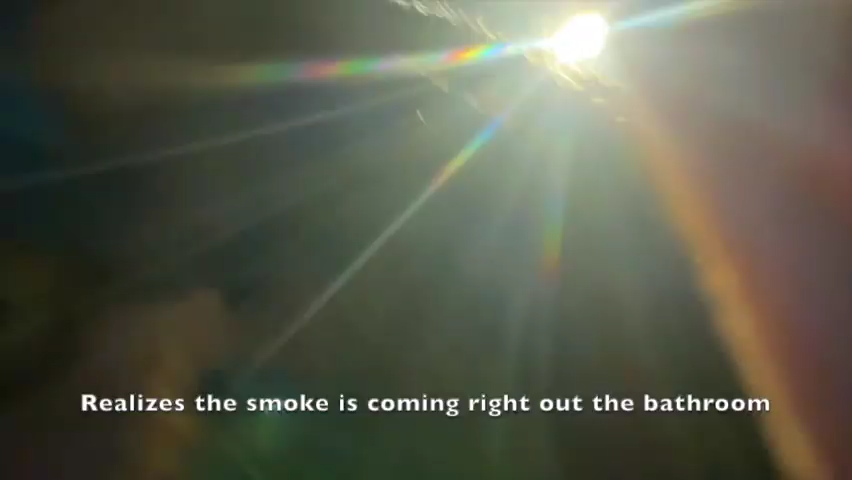 Realizes the smoke is coming right out the bathroom